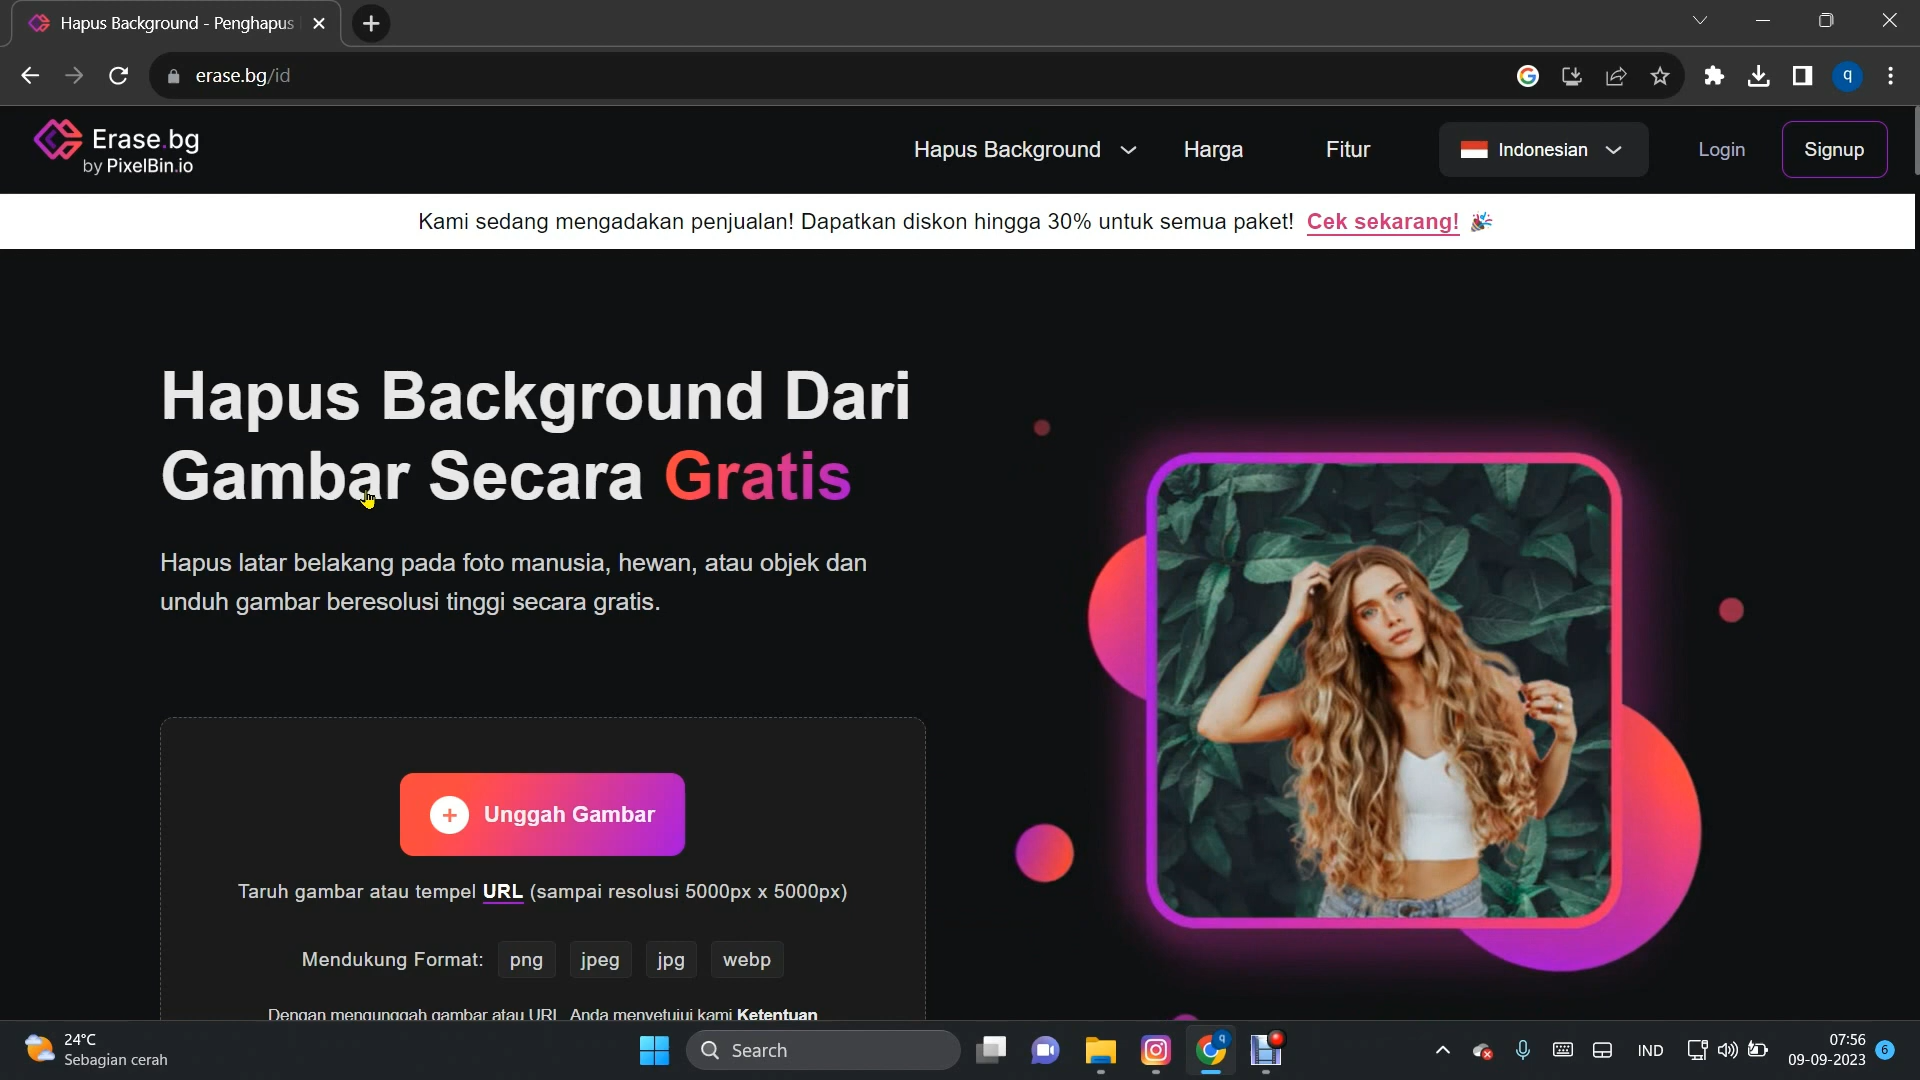 Hapus Background - Penghapus
erase.bg/id
q
Erase.bg
by PixelBin.io
Hapus Background
Harga
Fitur
Indonesian
Login
Signup
Kami sedang mengadakan penjualan! Dapatkan diskon hingga 30% untuk semua paket! Cek sekarang!
Hapus Background Dari
Gambar Secara Gratis
Hapus latar belakang pada foto manusia, hewan, atau objek dan
unduh gambar beresolusi tinggi secara gratis.
Unggah Gambar
Taruh gambar atau tempel URL (sampai resolusi 5000px x 5000px)
Mendukung Format: png jpeg jpg webp
Dengan mengunggah gambar atau URL, Anda menyetujui kami Ketentuan
24°C
Sebagian cerah
Search
q
IND
07:56
09-09-2023
6